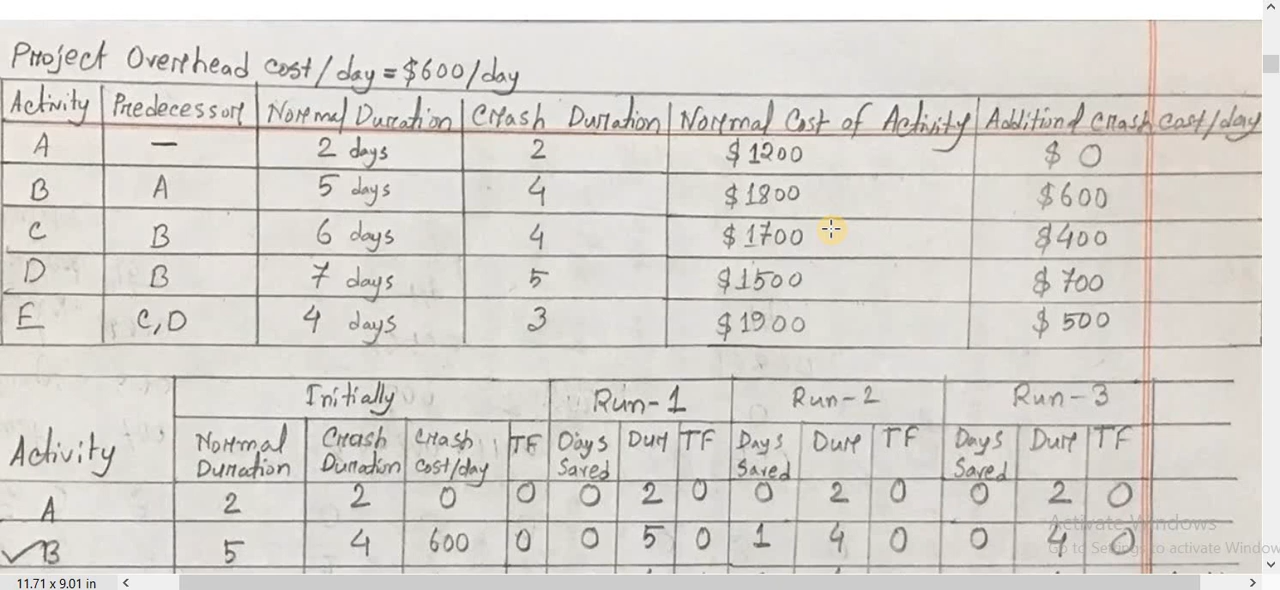 Project Overhead cost/day = $600/day
Activity Predecessor Normal Duration Crash Duration Normal Cost of Activity Additional Crash cost/day
A — 2 days 2 $1200 $0
B A 5 days 4 $1800 $600
C B 6 days 4 $1700 $400
D B 7 days 5 $1500 $700
E C,D 4 days 3 $1900 $500
Initially Run-1 Run-2 Run-3
Activity Normal Duration Crash Duration Crash cost/day TF Days Saved Dur TF Days Saved Dur TF Days Saved Dur TF
A 2 2 0 0 0 2 0 0 2 0 0 2 0
✓B 5 4 600 0 0 5 0 1 4 0 0 4 0
Activate Windows
Go to Settings to activate Window
11.71 x 9.01 in